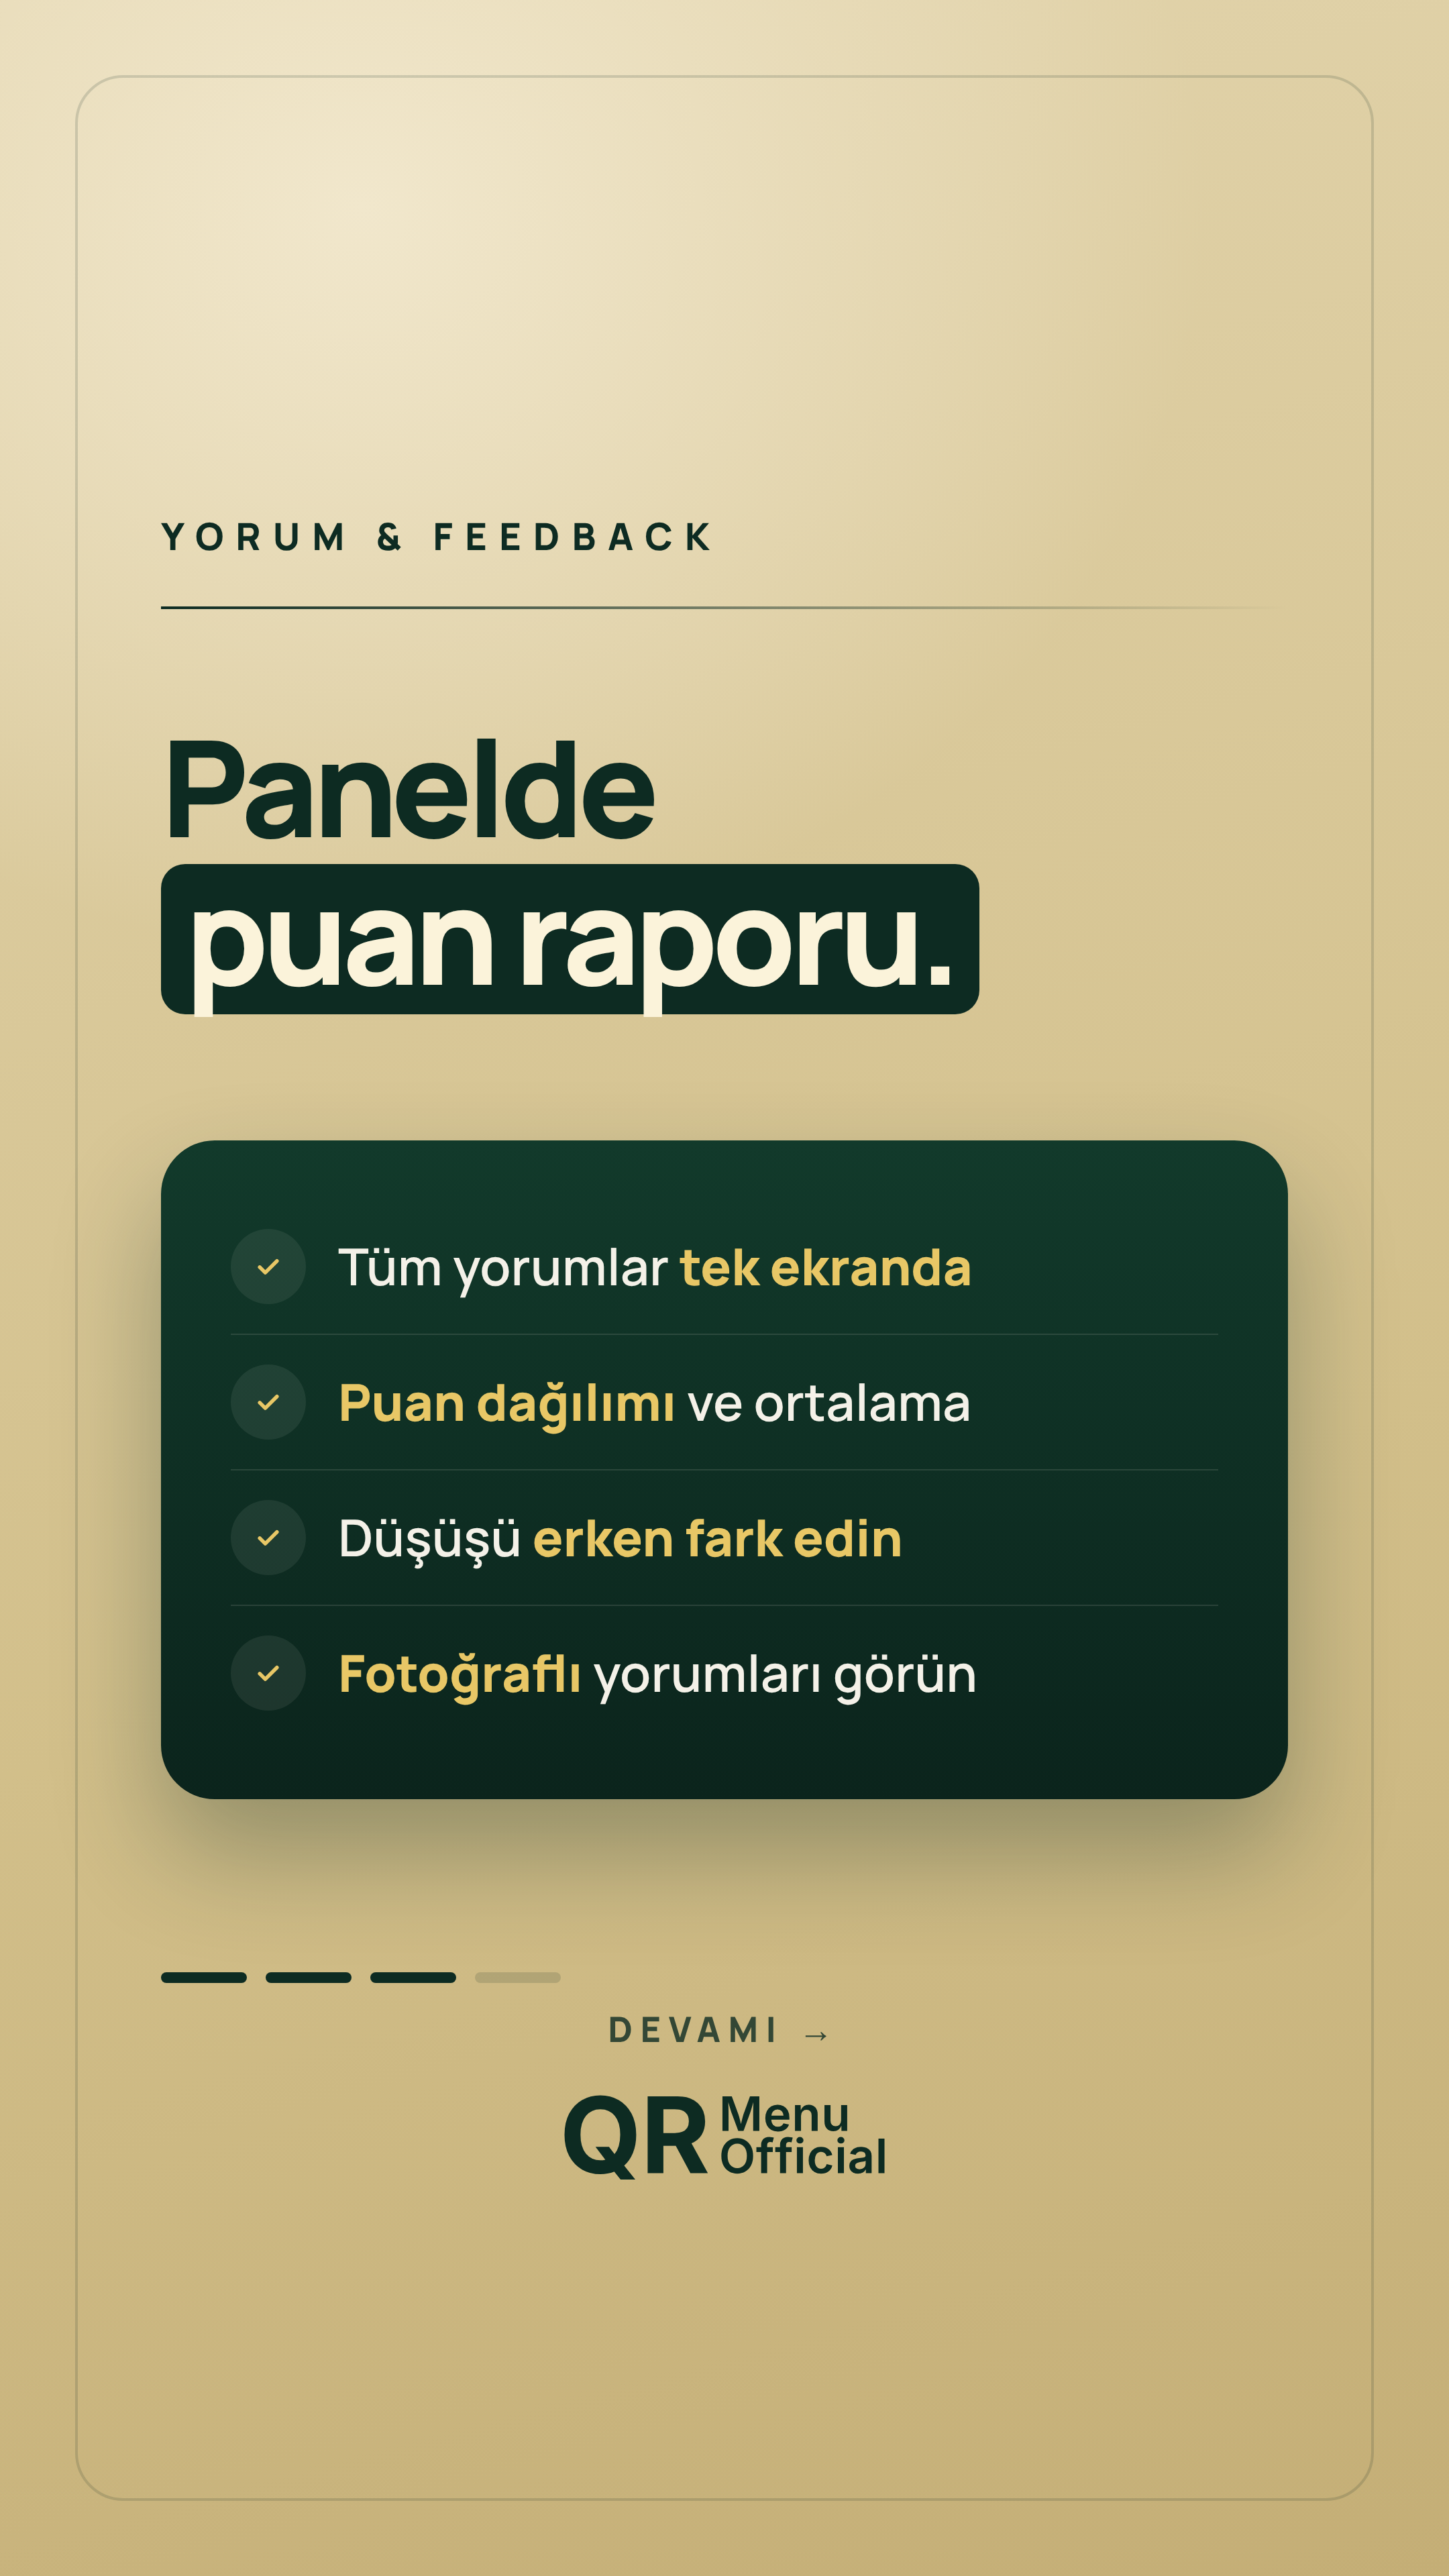 YORUM & FEEDBACK
Panelde
puan raporu.
Tüm yorumlar tek ekranda
Puan dağılımı ve ortalama
Düşüşü erken fark edin
Fotoğraflı yorumları görün
DEVAMI →
QR Menu
Official